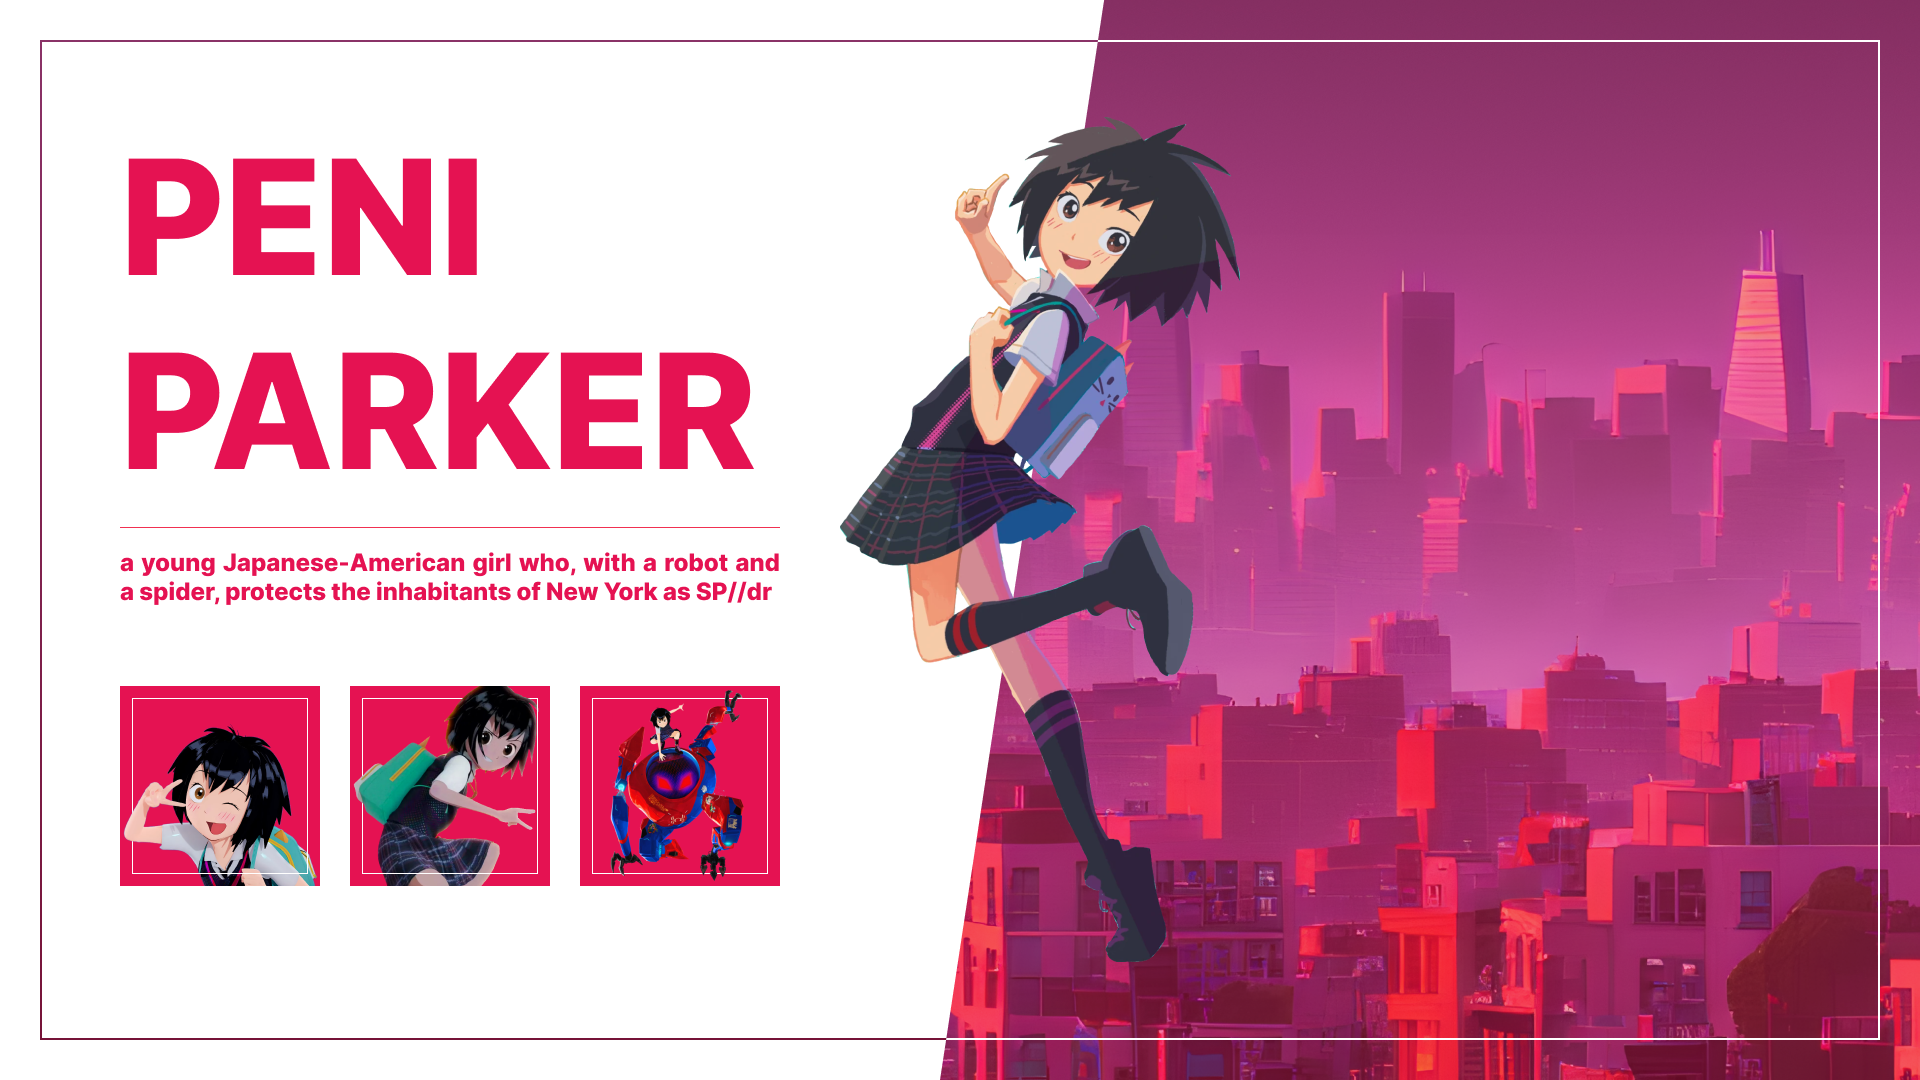 PENI
PARKER
a young Japanese-American girl who, with a robot and
a spider, protects the inhabitants of New York as SP//dr